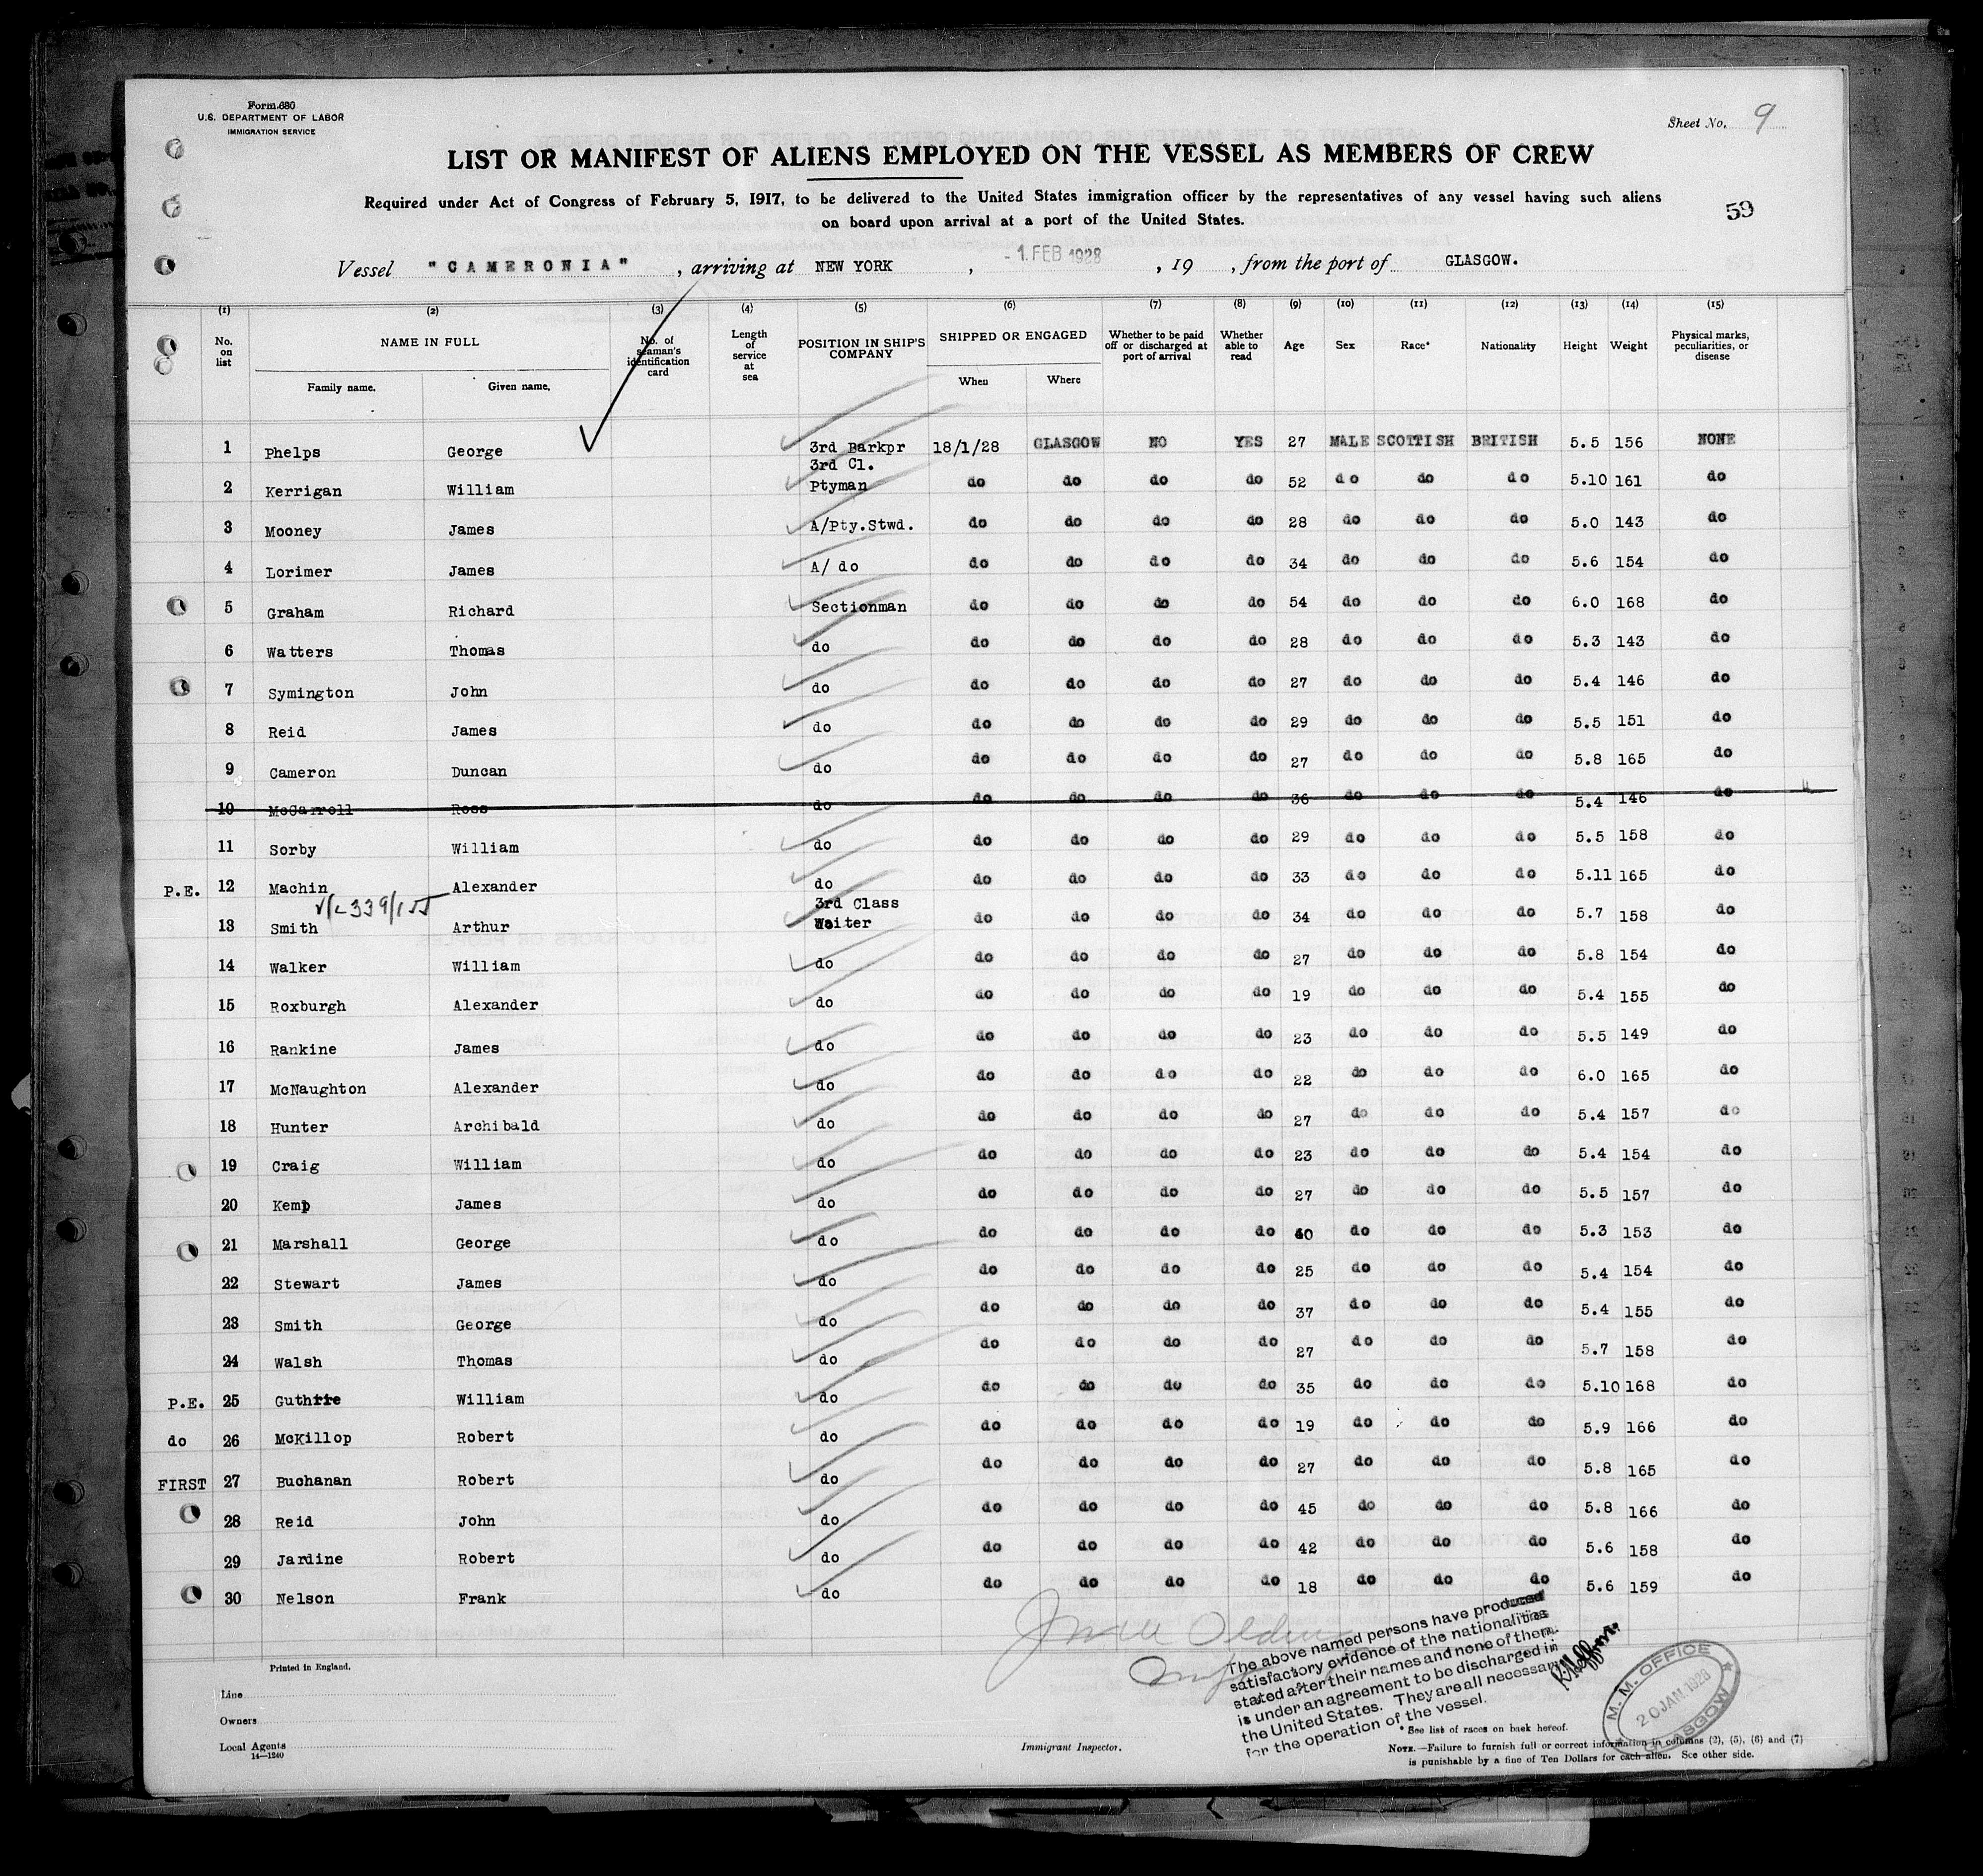 Form 680
U.S. DEPARTMENT OF LABOR
IMMIGRATION SERVICE
Sheet No. 9
LIST OR MANIFEST OF ALIENS EMPLOYED ON THE VESSEL AS MEMBERS OF CREW
Required under Act of Congress of February 5, 1917, to be delivered to the United States immigration officer by the representatives of any vessel having such aliens
on board upon arrival at a port of the United States.
59
Vessel "CAMERONIA", arriving at NEW YORK, -1 FEB 1928, 19 , from the port of GLASGOW.
(1) (2) (3) (4) (5) (6) (7) (8) (9) (10) (11) (12) (13) (14) (15)
No. on list NAME IN FULL Family name. Given name. No. of seaman's identification card Length of service at sea POSITION IN SHIP'S COMPANY SHIPPED OR ENGAGED When Where Whether to be paid off or discharged at port of arrival Whether able to read Age Sex Race* Nationality Height Weight Physical marks, peculiarities, or disease
1 Phelps George 3rd Barkpr 18/1/28 GLASGOW NO YES 27 MALE SCOTTISH BRITISH 5.5 156 NONE
2 Kerrigan William 3rd Cl. Ptyman do do do do 52 do do do 5.10 161 do
3 Mooney James A/Pty.Stwd. do do do do 28 do do do 5.0 143 do
4 Lorimer James A/ do do do do do 34 do do do 5.6 154 do
5 Graham Richard Sectionman do do do do 54 do do do 6.0 168 do
6 Watters Thomas do do do do do 28 do do do 5.3 143 do
7 Symington John do do do do do 27 do do do 5.4 146 do
8 Reid James do do do do do 29 do do do 5.5 151 do
9 Cameron Duncan do do do do do 27 do do do 5.8 165 do
10 McCarroll Ross do do do do do 36 do do do 5.4 146 do
11 Sorby William do do do do do 29 do do do 5.5 158 do
P.E. 12 Machin Alexander do do do do do 33 do do do 5.11 165 do
13 Smith Arthur 3rd Class Waiter do do do do 34 do do do 5.7 158 do
14 Walker William do do do do do 27 do do do 5.8 154 do
15 Roxburgh Alexander do do do do do 19 do do do 5.4 155 do
16 Rankine James do do do do do 23 do do do 5.5 149 do
17 McNaughton Alexander do do do do do 22 do do do 6.0 165 do
18 Hunter Archibald do do do do do 27 do do do 5.4 157 do
19 Craig William do do do do do 23 do do do 5.4 154 do
20 Kemp James do do do do do 27 do do do 5.5 157 do
21 Marshall George do do do do do 40 do do do 5.3 153 do
22 Stewart James do do do do do 25 do do do 5.4 154 do
23 Smith George do do do do do 37 do do do 5.4 155 do
24 Walsh Thomas do do do do do 27 do do do 5.7 158 do
P.E. 25 Guthrie William do do do do do 35 do do do 5.10 168 do
do 26 McKillop Robert do do do do do 19 do do do 5.9 166 do
FIRST 27 Buchanan Robert do do do do do 27 do do do 5.8 165 do
28 Reid John do do do do do 45 do do do 5.8 166 do
29 Jardine Robert do do do do do 42 do do do 5.6 158 do
30 Nelson Frank do do do do do 18 do do do 5.6 159 do
The above named persons have produced
satisfactory evidence of the nationalities
stated after their names and none of them
is under an agreement to be discharged in
the United States. They are all necessary
for the operation of the vessel.
M. M. OFFICE
20 JAN 1928
GLASGOW
Printed in England.
Line
Owners
Local Agents
14—1240
Immigrant Inspector.
* See list of races on back hereof.
NOTE.—Failure to furnish full or correct information in columns (2), (5), (6) and (7)
is punishable by a fine of Ten Dollars for each alien. See other side.